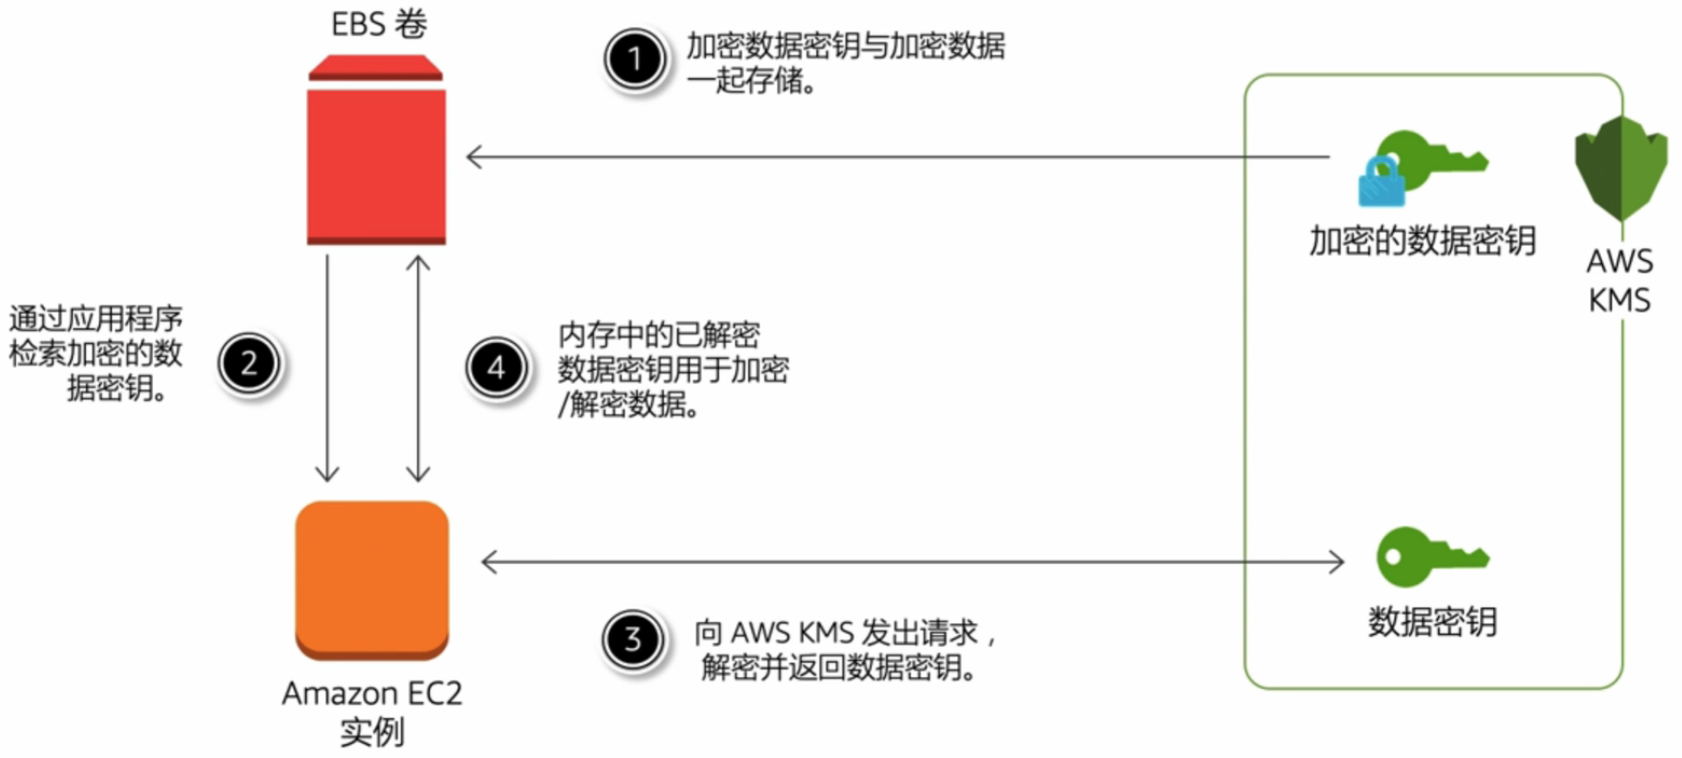 EBS 卷
1
加密数据密钥与加密数据
一起存储。
加密的数据密钥
AWS
KMS
通过应用程序
检索加密的数
据密钥。
2
4
内存中的已解密
数据密钥用于加密
/解密数据。
数据密钥
3
向 AWS KMS 发出请求，
解密并返回数据密钥。
Amazon EC2
实例